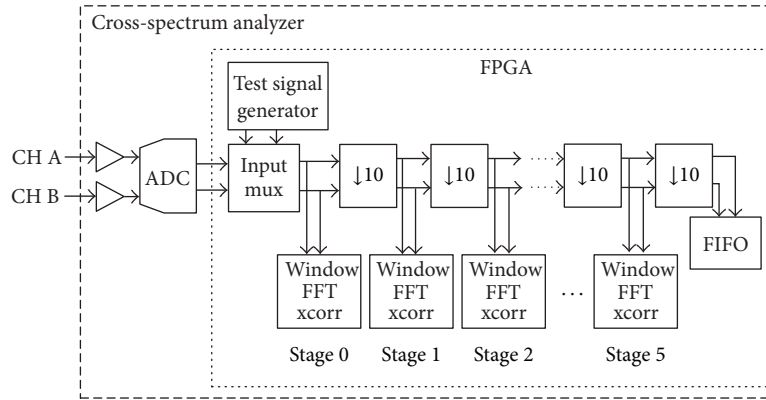 Cross-spectrum analyzer
FPGA
Test signal
generator
CH A
CH B
ADC
Input
mux
↓10
↓10
↓10
↓10
FIFO
Window
FFT
xcorr
Window
FFT
xcorr
Window
FFT
xcorr
...
Window
FFT
xcorr
Stage 0
Stage 1
Stage 2
Stage 5